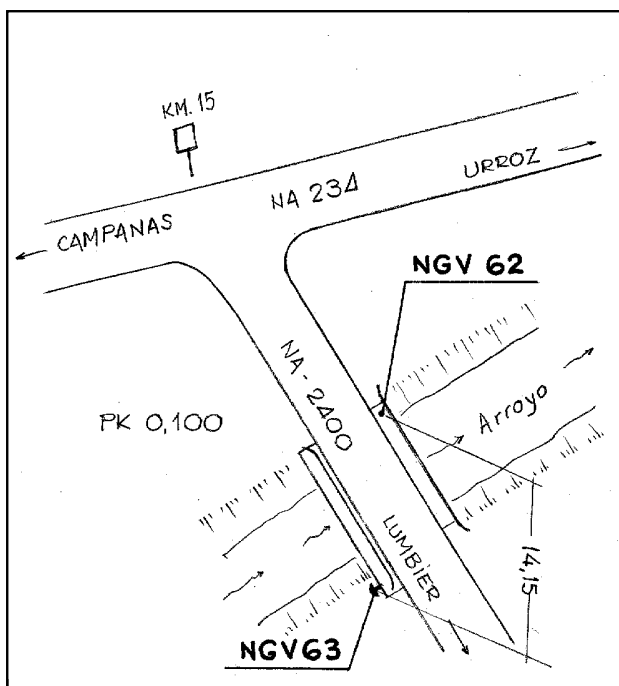 KM. 15
URROZ
NA 234
CAMPANAS
NGV 62
NA - 2400
PK 0,100
Arroyo
LUMBIER
14,15
NGV63